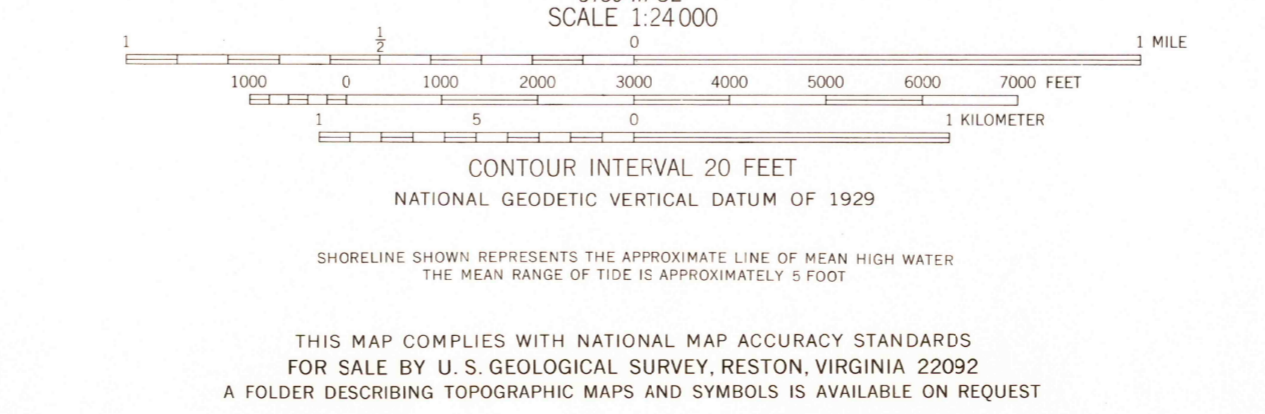 SCALE 1:24 000
1 ½ 0 1 MILE
1000 0 1000 2000 3000 4000 5000 6000 7000 FEET
1 5 0 1 KILOMETER
CONTOUR INTERVAL 20 FEET
NATIONAL GEODETIC VERTICAL DATUM OF 1929
SHORELINE SHOWN REPRESENTS THE APPROXIMATE LINE OF MEAN HIGH WATER
THE MEAN RANGE OF TIDE IS APPROXIMATELY 5 FOOT
THIS MAP COMPLIES WITH NATIONAL MAP ACCURACY STANDARDS
FOR SALE BY U. S. GEOLOGICAL SURVEY, RESTON, VIRGINIA 22092
A FOLDER DESCRIBING TOPOGRAPHIC MAPS AND SYMBOLS IS AVAILABLE ON REQUEST